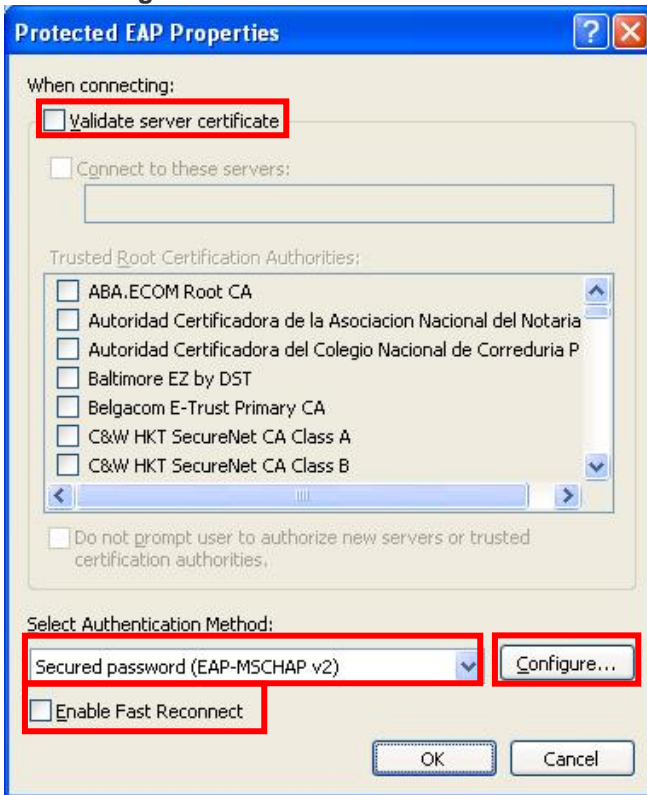 Protected EAP Properties
When connecting:
Validate server certificate
Connect to these servers:
Trusted Root Certification Authorities:
ABA.ECOM Root CA
Autoridad Certificadora de la Asociacion Nacional del Notaria
Autoridad Certificadora del Colegio Nacional de Correduria P
Baltimore EZ by DST
Belgacom E-Trust Primary CA
C&W HKT SecureNet CA Class A
C&W HKT SecureNet CA Class B
Do not prompt user to authorize new servers or trusted
certification authorities.
Select Authentication Method:
Secured password (EAP-MSCHAP v2) Configure...
Enable Fast Reconnect
OK Cancel